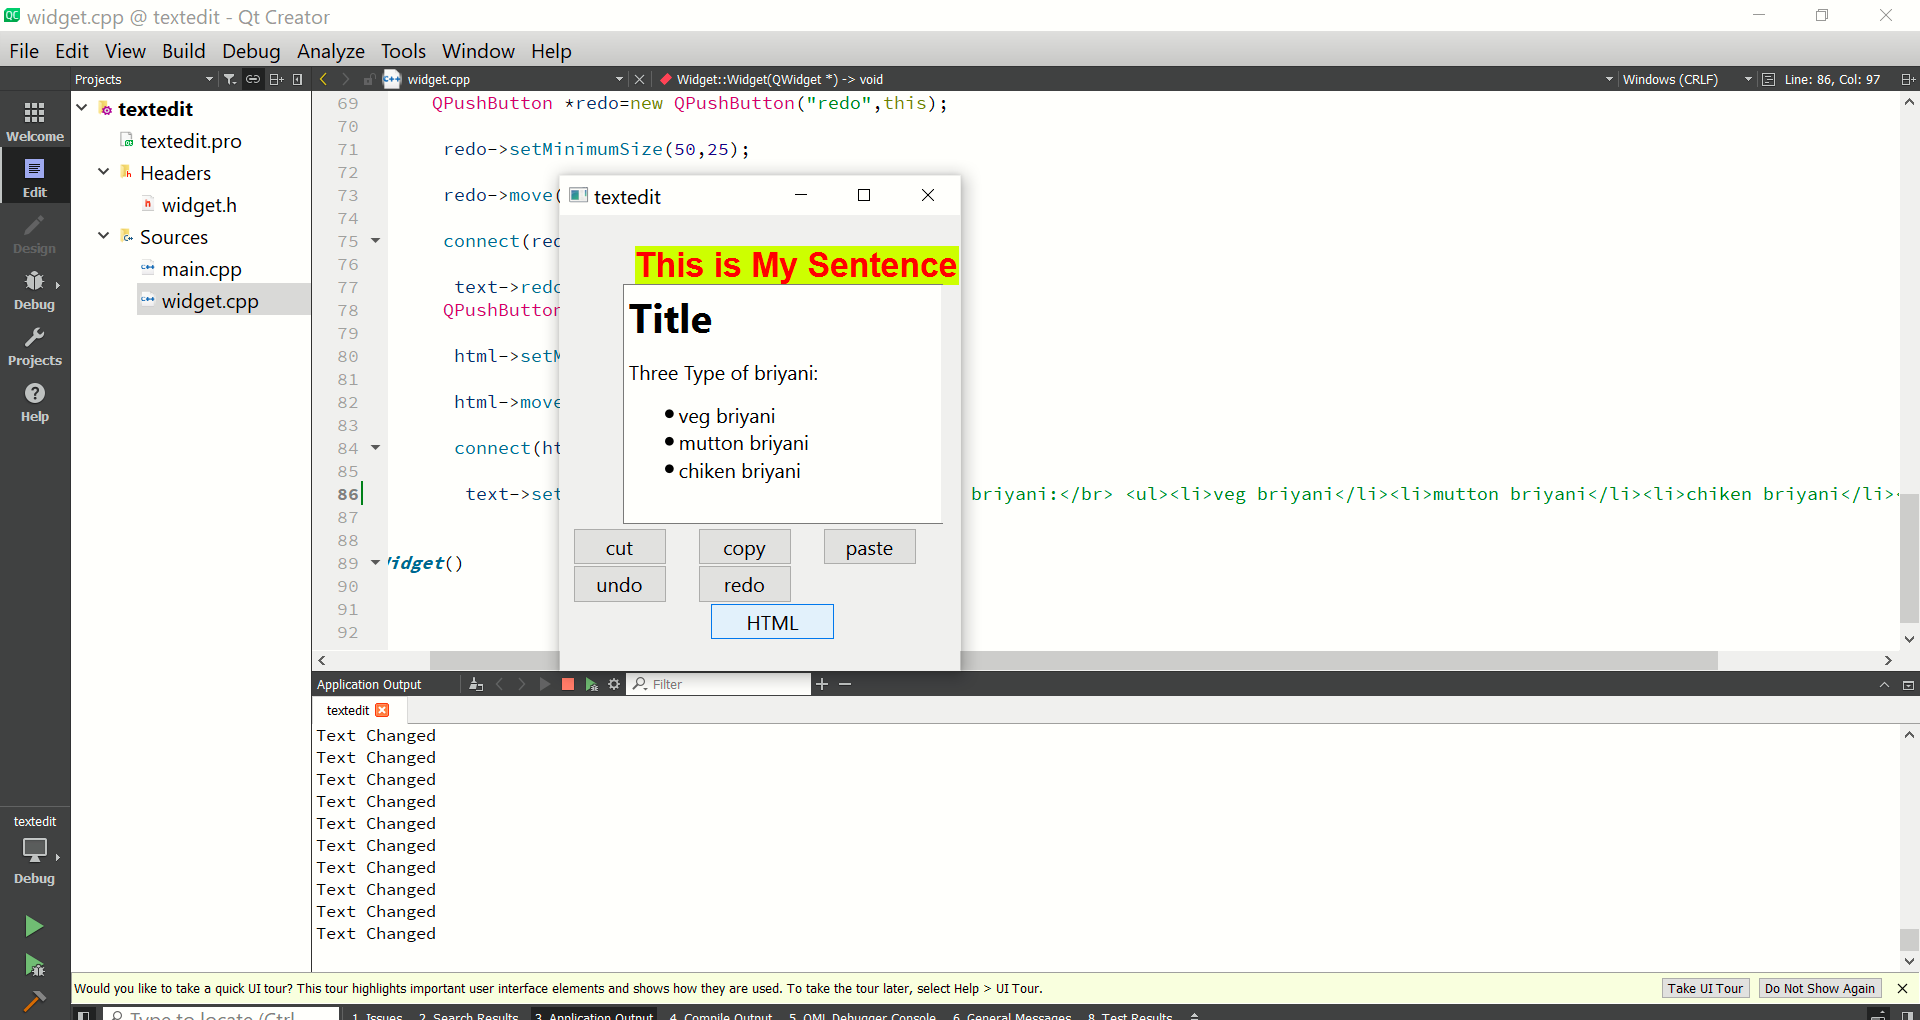 widget.cpp @ textedit - Qt Creator
File Edit View Build Debug Analyze Tools Window Help
Projects
widget.cpp
Widget::Widget(QWidget *) -> void
Windows (CRLF)
Line: 86, Col: 97
Welcome
Edit
Design
Debug
Projects
Help
textedit
Debug
textedit
textedit.pro
Headers
widget.h
Sources
main.cpp
widget.cpp
69 QPushButton *redo=new QPushButton("redo",this);
70
71 redo->setMinimumSize(50,25);
72
73 redo->move(
74
75 connect(red
76
77 text->redo
78 QPushButton
79
80 html->setM
81
82 html->move
83
84 connect(ht
85
86 text->set briyani:</br> <ul><li>veg briyani</li><li>mutton briyani</li><li>chiken briyani</li>
87
88
89 idget()
90
91
92
textedit
This is My Sentence
Title
Three Type of briyani:
veg briyani
mutton briyani
chiken briyani
cut copy paste
undo redo
HTML
Application Output
Filter
textedit
Text Changed
Text Changed
Text Changed
Text Changed
Text Changed
Text Changed
Text Changed
Text Changed
Text Changed
Text Changed
Would you like to take a quick UI tour? This tour highlights important user interface elements and shows how they are used. To take the tour later, select Help > UI Tour.
Take UI Tour
Do Not Show Again
Type to locate (Ctrl
1 Issues 2 Search Results 3 Application Output 4 Compile Output 5 QML Debugger Console 6 General Messages 8 Test Results